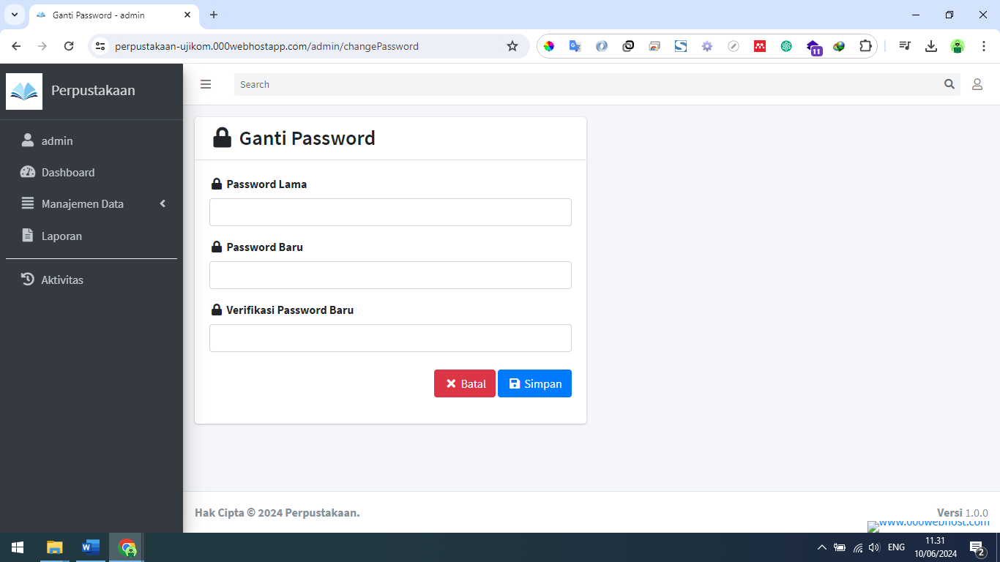 Ganti Password - admin
perpustakaan-ujikom.000webhostapp.com/admin/changePassword
11
Perpustakaan
Search
admin
Dashboard
Manajemen Data
Laporan
Aktivitas
Ganti Password
Password Lama
Password Baru
Verifikasi Password Baru
Batal
Simpan
Hak Cipta © 2024 Perpustakaan.
Versi 1.0.0
www.000webhost.com
ENG
11.31
10/06/2024
2